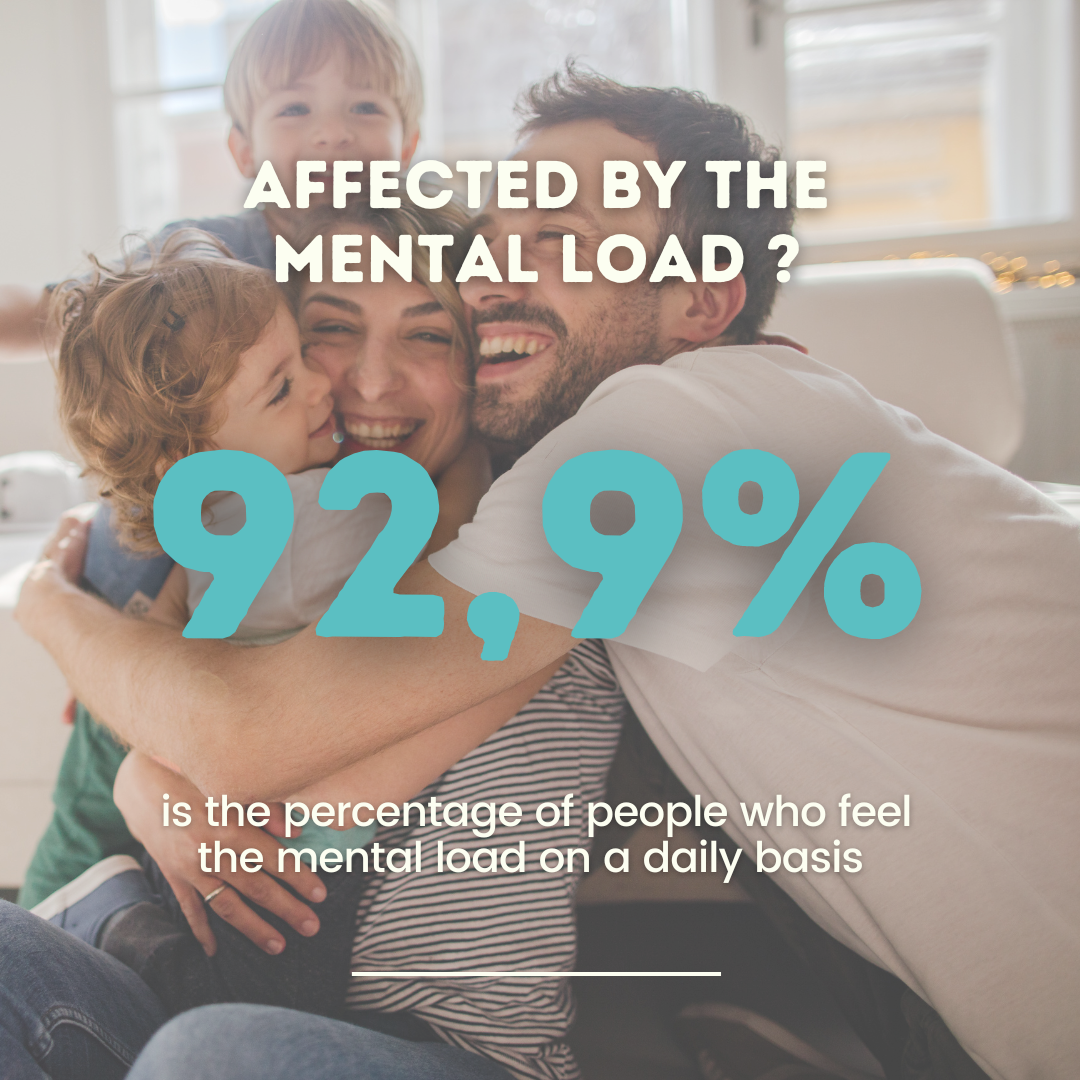 AFFECTED BY THE
MENTAL LOAD ?
92,9%
is the percentage of people who feel
the mental load on a daily basis